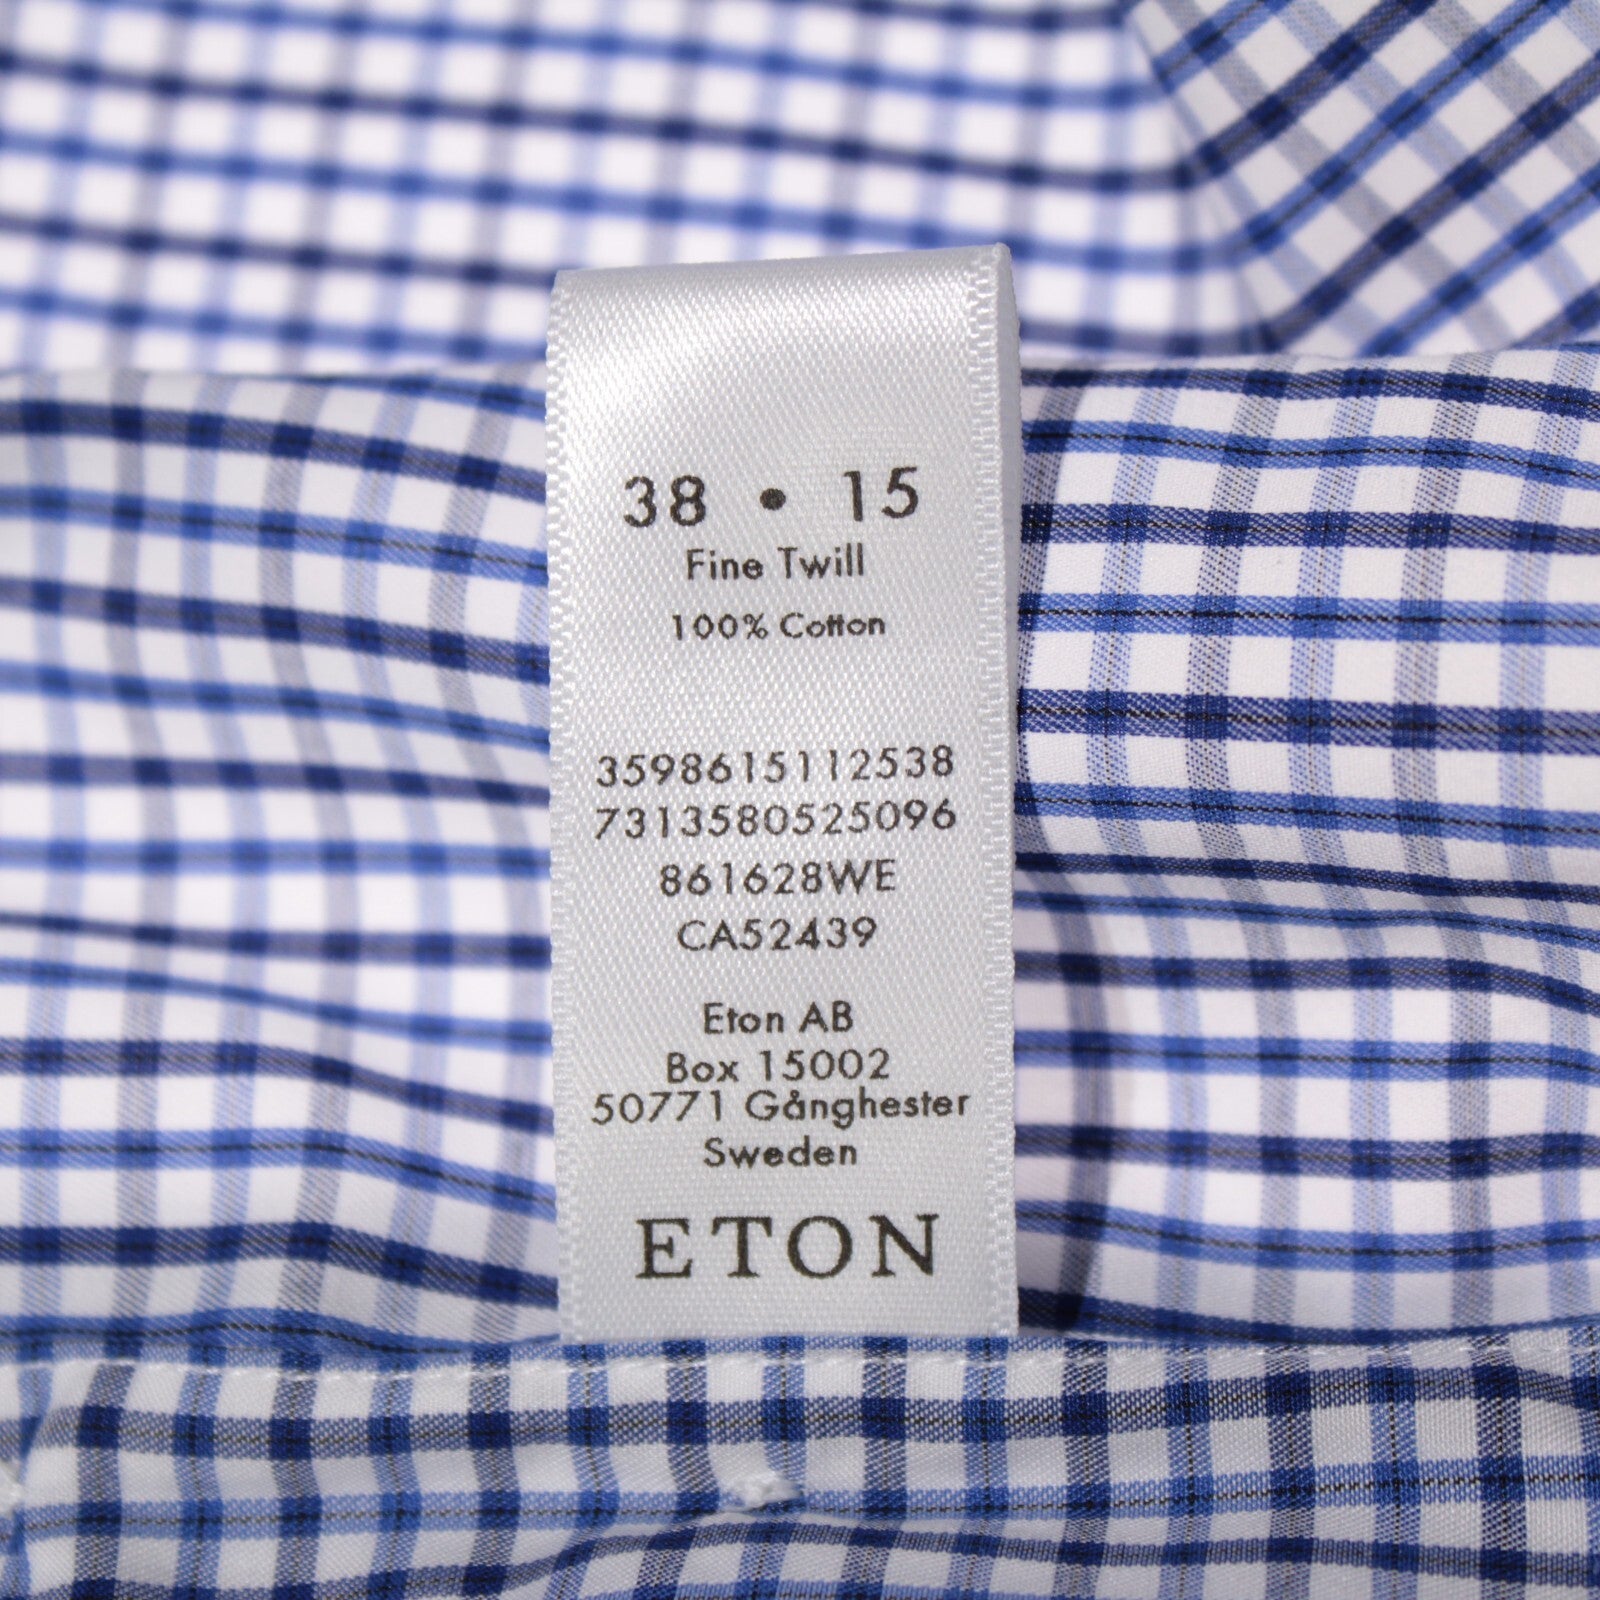 38 • 15
Fine Twill
100% Cotton
3598615112538
7313580525096
861628WE
CA52439
Eton AB
Box 15002
50771 Gånghester
Sweden
ETON